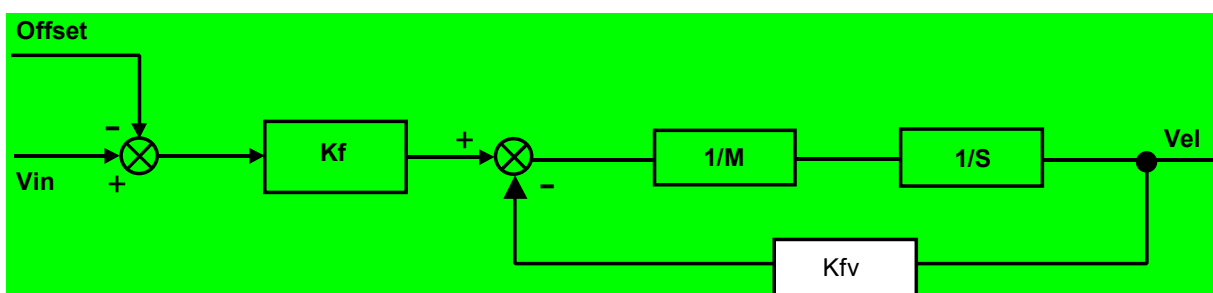 Offset
Vin
Kf
1/M
1/S
Vel
Kfv
- + + -